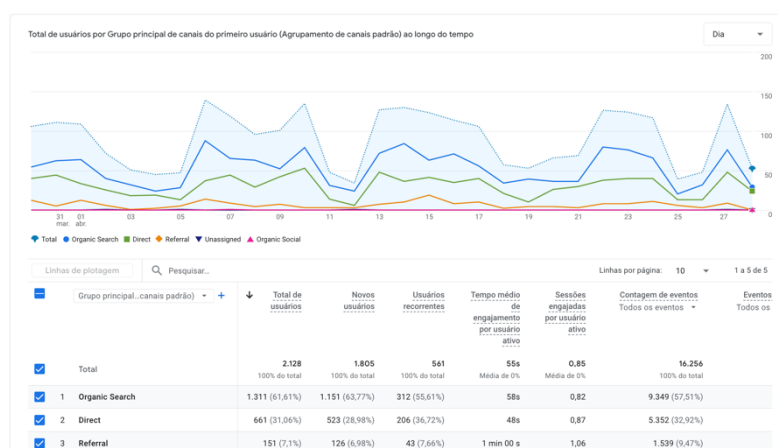 Total de usuários por Grupo principal de canais do primeiro usuário (Agrupamento de canais padrão) ao longo do tempo
Dia
200
150
100
50
0
31 mar.
01 abr.
03
05
07
09
11
13
15
17
19
21
23
25
27
Total Organic Search Direct Referral Unassigned Organic Social
Linhas de plotagem
Pesquisar...
Linhas por página: 10
1 a 5 de 5
Grupo principal...canais padrão) +
Total de usuários
Novos usuários
Usuários recorrentes
Tempo médio de engajamento por usuário ativo
Sessões engajadas por usuário ativo
Contagem de eventos
Todos os eventos
Eventos
Todos os
Total
2.128
1.805
561
55s
0,85
16.256
100% do total
100% do total
100% do total
Média de 0%
Média de 0%
100% do total
1 Organic Search 1.311 (61,61%) 1.151 (63,77%) 312 (55,61%) 58s 0,82 9.349 (57,51%)
2 Direct 661 (31,06%) 523 (28,98%) 206 (36,72%) 48s 0,87 5.352 (32,92%)
3 Referral 151 (7,1%) 126 (6,98%) 43 (7,66%) 1 min 00 s 1,06 1.539 (9,47%)